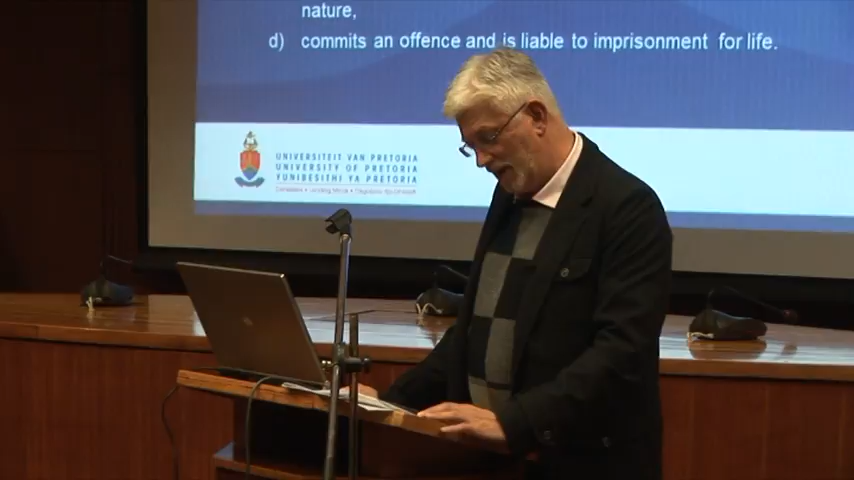 nature,
d) commits an offence and is liable to imprisonment for life.
UNIVERSITEIT VAN PRETORIA
UNIVERSITY OF PRETORIA
YUNIBESITHI YA PRETORIA